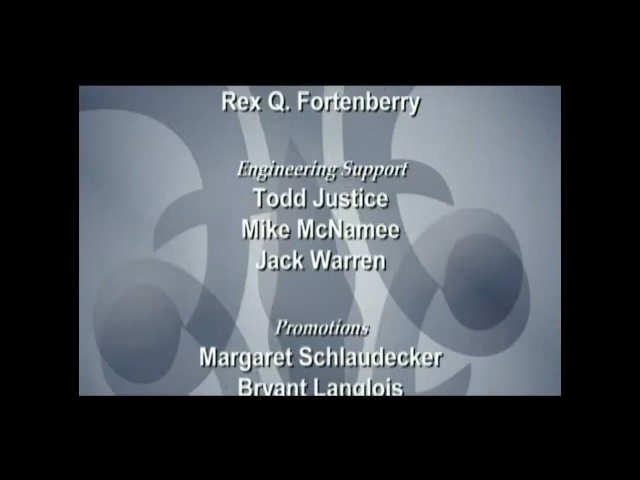 Rex Q. Fortenberry
Engineering Support
Todd Justice
Mike McNamee
Jack Warren
Promotions
Margaret Schlaudecker
Bryant Langlois